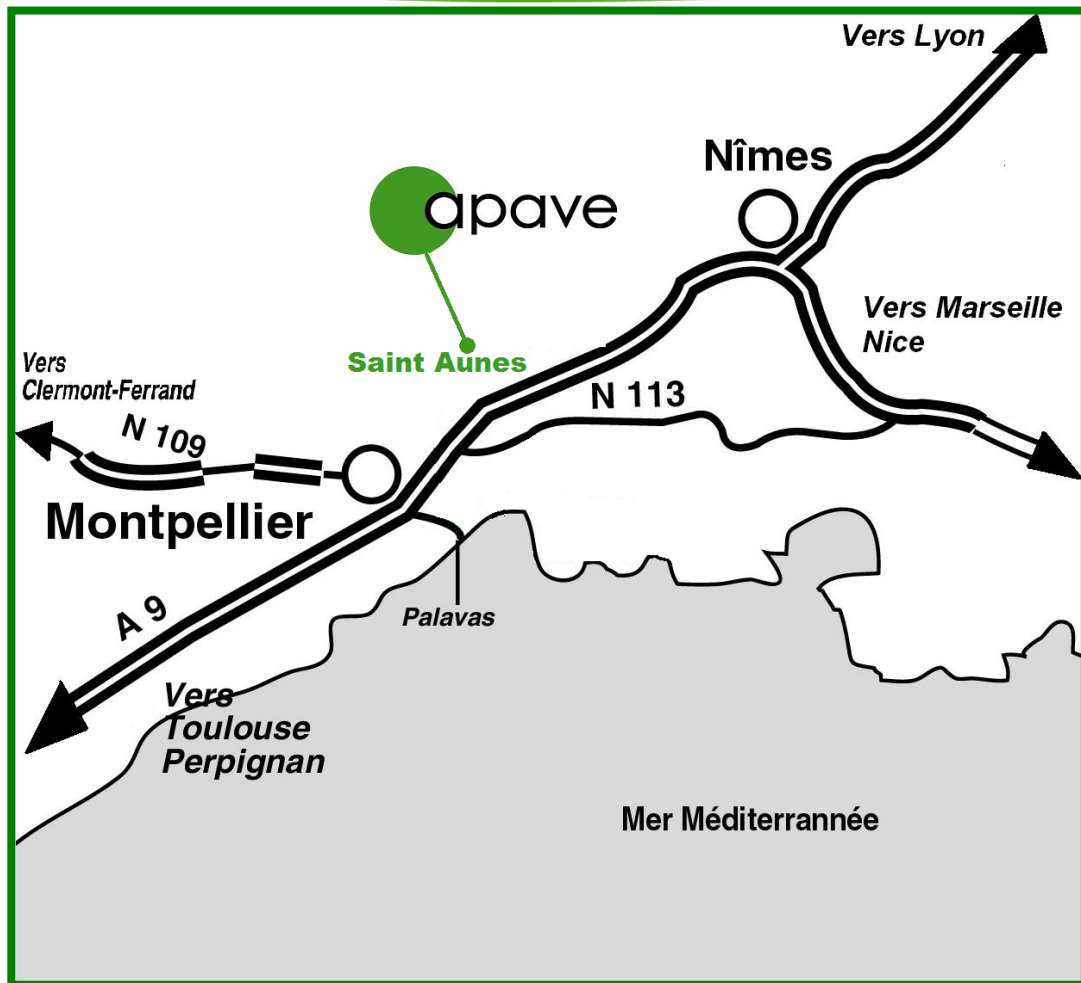 Vers Lyon
Nîmes
apave
Vers Marseille
Nice
Saint Aunes
Vers
Clermont-Ferrand
N 113
N 109
Montpellier
A 9
Palavas
Vers
Toulouse
Perpignan
Mer Méditerrannée